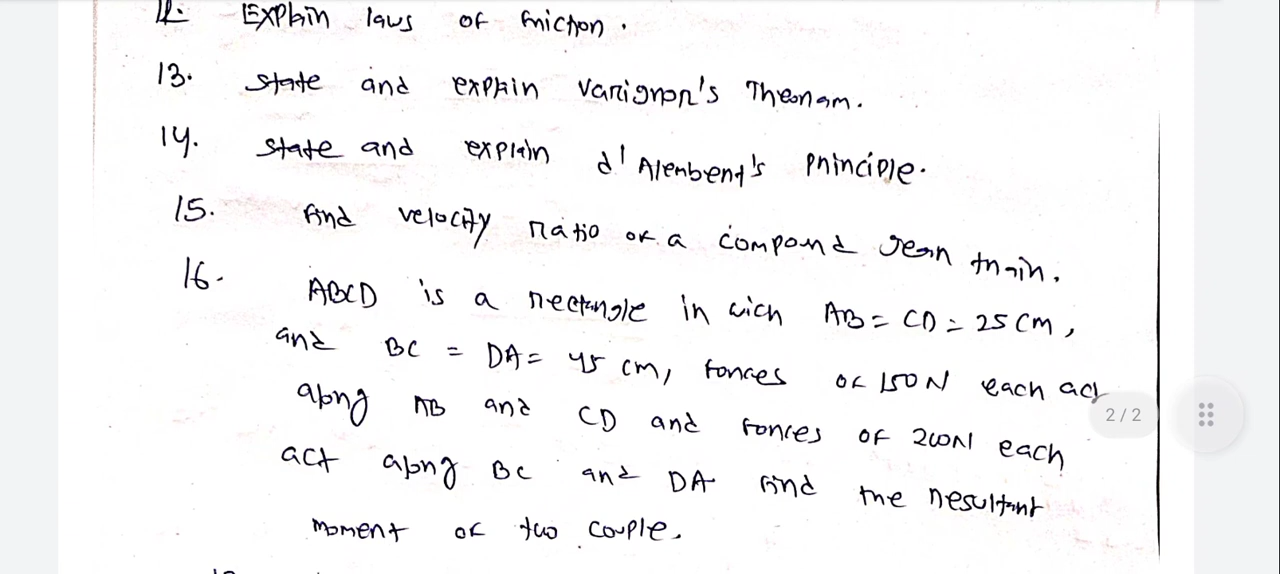 12. Explain laws of friction.
13. state and explain Varignon's Theoram.
14. state and explain d'Alembert's principle.
15. find velocity ratio of a compond gear train.
16. ABCD is a rectangle in wich AB = CD = 25 cm,
and BC = DA = 45 cm, forces of 150 N each act
along AB and CD and forces of 200N each
act along BC and DA find the resultant
moment of two couple.
2 / 2